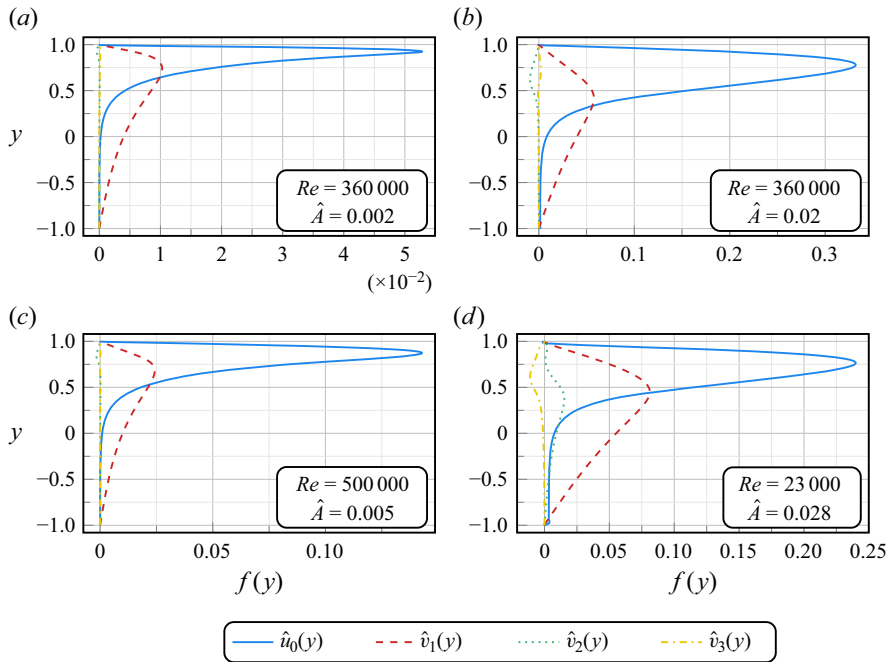 (a) (b)
1.0 1.0
0.5 0.5
y 0 0
−0.5 −0.5
Re = 360 000 Re = 360 000
Â = 0.002 Â = 0.02
−1.0 −1.0
0 1 2 3 4 5 0 0.1 0.2 0.3
(×10⁻²)
(c) (d)
1.0 1.0
0.5 0.5
y 0 0
−0.5 −0.5
Re = 500 000 Re = 23 000
Â = 0.005 Â = 0.028
−1.0 −1.0
0 0.05 0.10 0 0.05 0.10 0.15 0.20 0.25
f(y) f(y)
û₀(y) v̂₁(y) v̂₂(y) v̂₃(y)